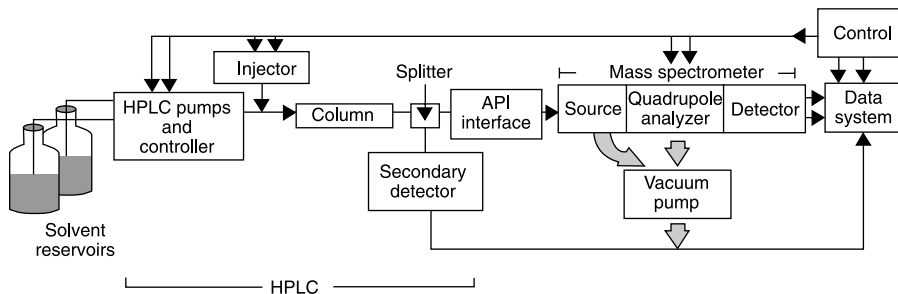 Control
Injector
Splitter
Mass spectrometer
HPLC pumps
and
controller
Column
API
interface
Source
Quadrupole
analyzer
Detector
Data
system
Secondary
detector
Vacuum
pump
Solvent
reservoirs
HPLC